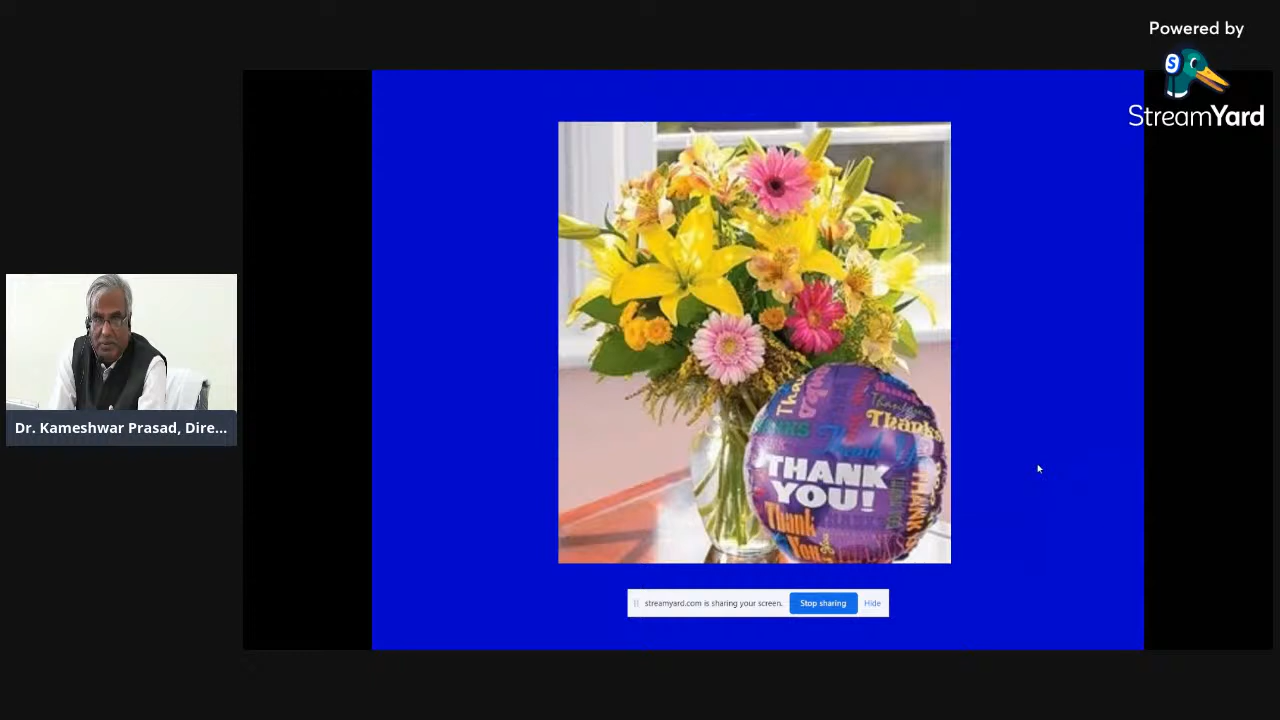 Powered by
StreamYard
Dr. Kameshwar Prasad, Dire...
Thanks
THANK
YOU!
Thank
You
streamyard.com is sharing your screen.
Stop sharing
Hide